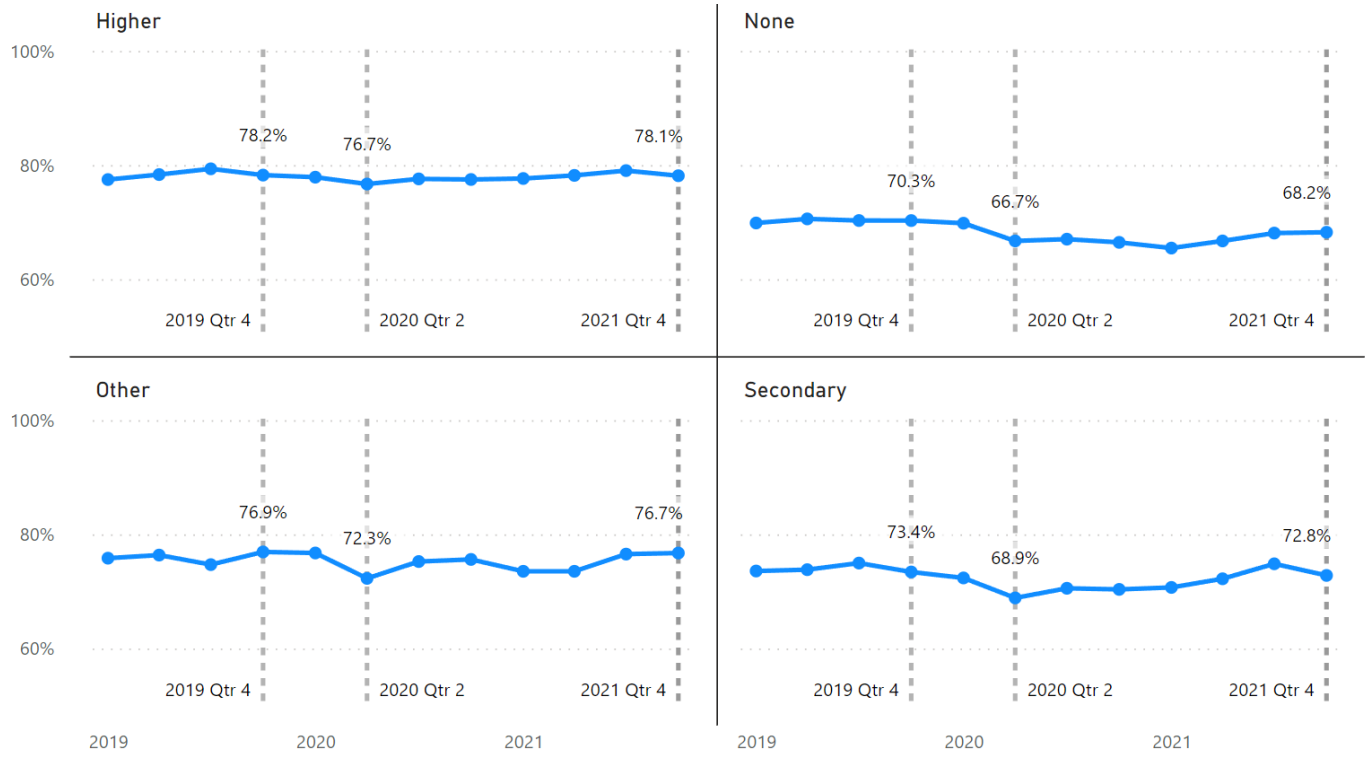 Higher
100%
80%
60%
78.2%
76.7%
78.1%
2019 Qtr 4
2020 Qtr 2
2021 Qtr 4
None
70.3%
66.7%
68.2%
2019 Qtr 4
2020 Qtr 2
2021 Qtr 4
Other
100%
80%
60%
76.9%
72.3%
76.7%
2019 Qtr 4
2020 Qtr 2
2021 Qtr 4
2019
2020
2021
Secondary
73.4%
68.9%
72.8%
2019 Qtr 4
2020 Qtr 2
2021 Qtr 4
2019
2020
2021